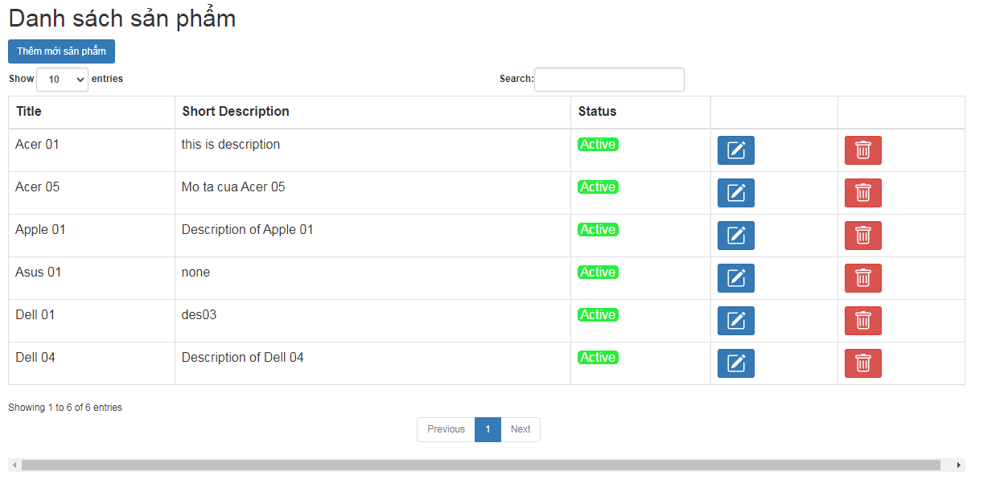 Danh sách sản phẩm
Thêm mới sản phẩm
Show 10 entries Search:
Title Short Description Status
Acer 01 this is description Active
Acer 05 Mo ta cua Acer 05 Active
Apple 01 Description of Apple 01 Active
Asus 01 none Active
Dell 01 des03 Active
Dell 04 Description of Dell 04 Active
Showing 1 to 6 of 6 entries
Previous 1 Next